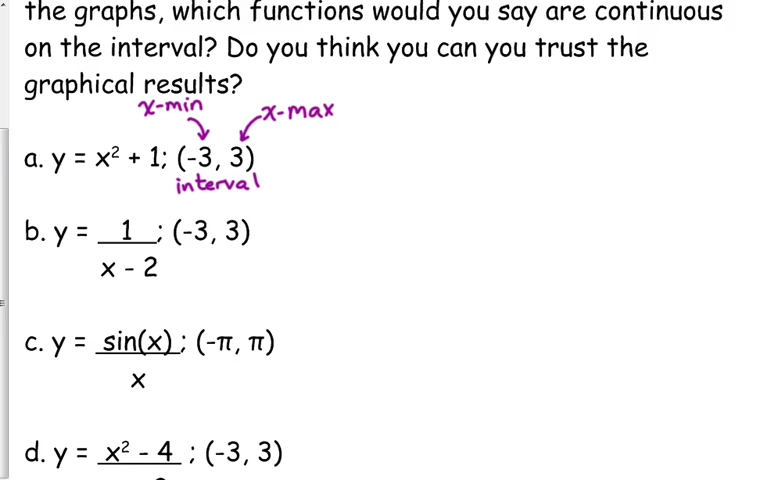 the graphs, which functions would you say are continuous
on the interval? Do you think you can you trust the
graphical results?
x-min x-max
a. y = x² + 1; (-3, 3)
interval
b. y = 1 ; (-3, 3)
x - 2
c. y = sin(x) ; (-π, π)
x
d. y = x² - 4 ; (-3, 3)